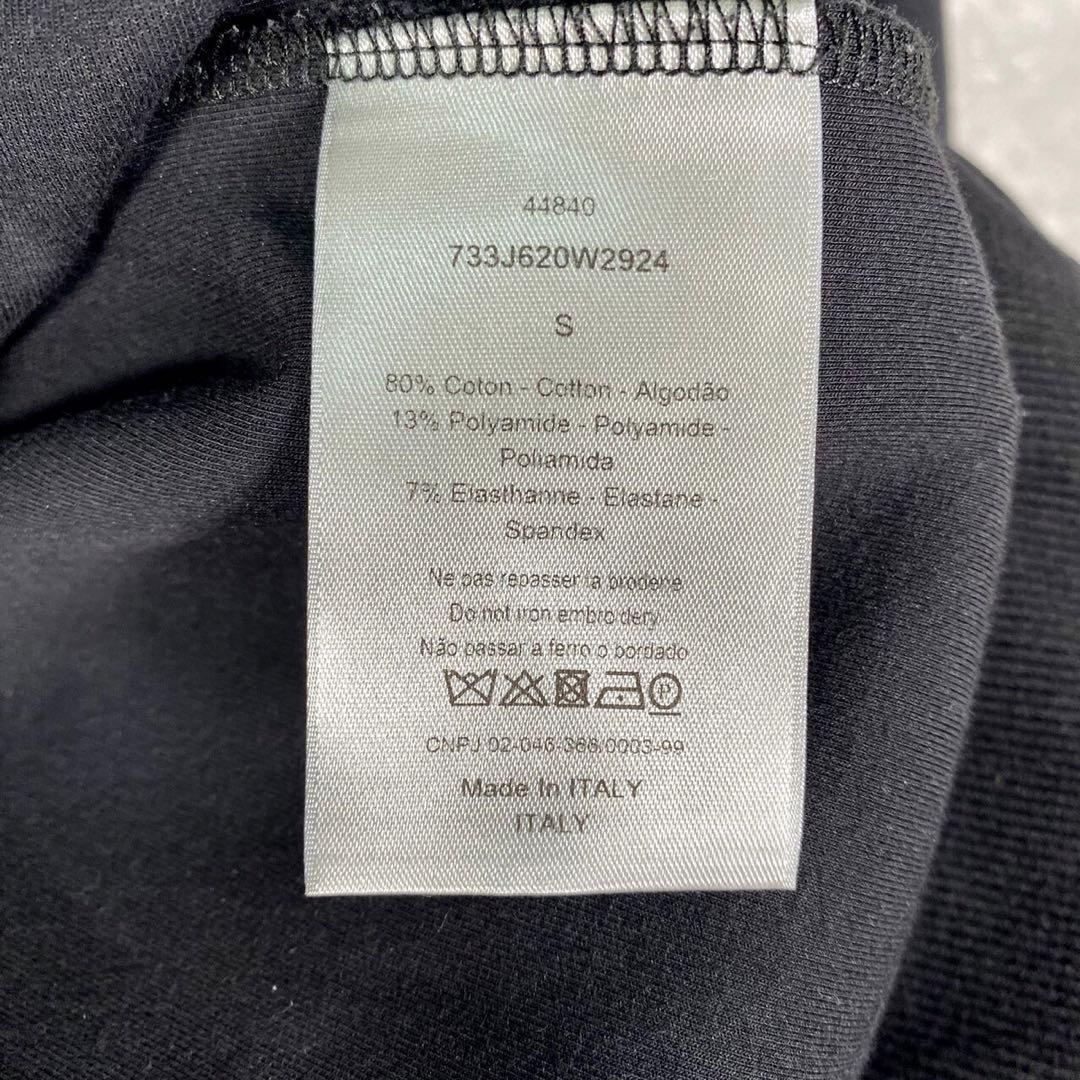 44840
733J620W2924
S
80% Coton - Cotton - Algodão
13% Polyamide - Polyamide -
Poliamida
7% Elasthanne - Elastane -
Spandex
Ne pas repasser la broderie
Do not iron embroidery
Não passar a ferro o bordado
P
CNPJ 02-046-368/0003-99
Made In ITALY
ITALY